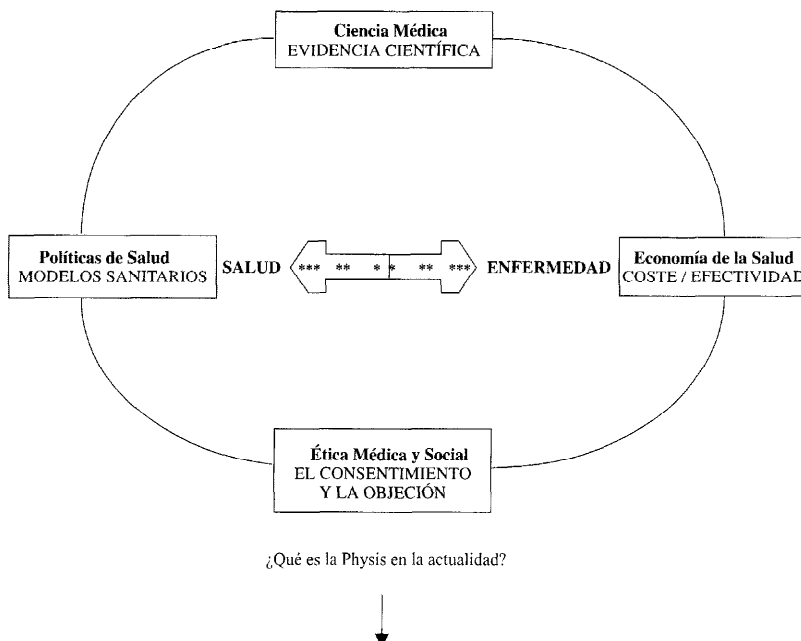 Ciencia Médica
EVIDENCIA CIENTÍFICA
Políticas de Salud
MODELOS SANITARIOS
SALUD *** ** * * ** *** ENFERMEDAD
Economía de la Salud
COSTE / EFECTIVIDAD
Ética Médica y Social
EL CONSENTIMIENTO
Y LA OBJECIÓN
¿Qué es la Physis en la actualidad?